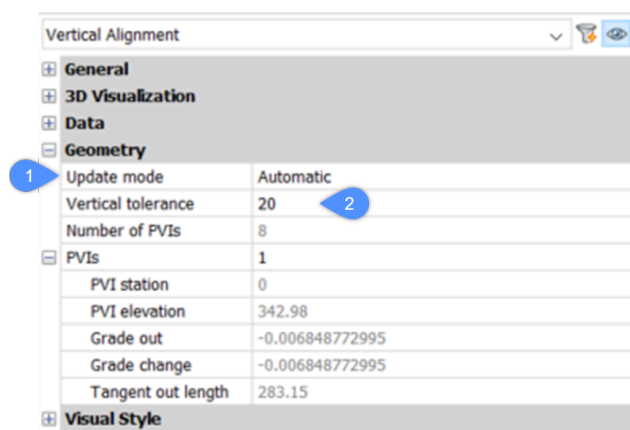 Vertical Alignment
General
3D Visualization
Data
Geometry
1 Update mode Automatic
Vertical tolerance 20 2
Number of PVIs 8
PVIs 1
PVI station 0
PVI elevation 342.98
Grade out -0.006848772995
Grade change -0.006848772995
Tangent out length 283.15
Visual Style